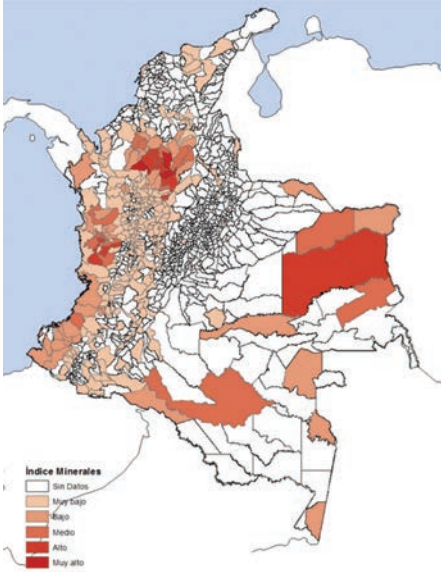 Índice Minerales
Sin Datos
Muy bajo
Bajo
Medio
Alto
Muy alto